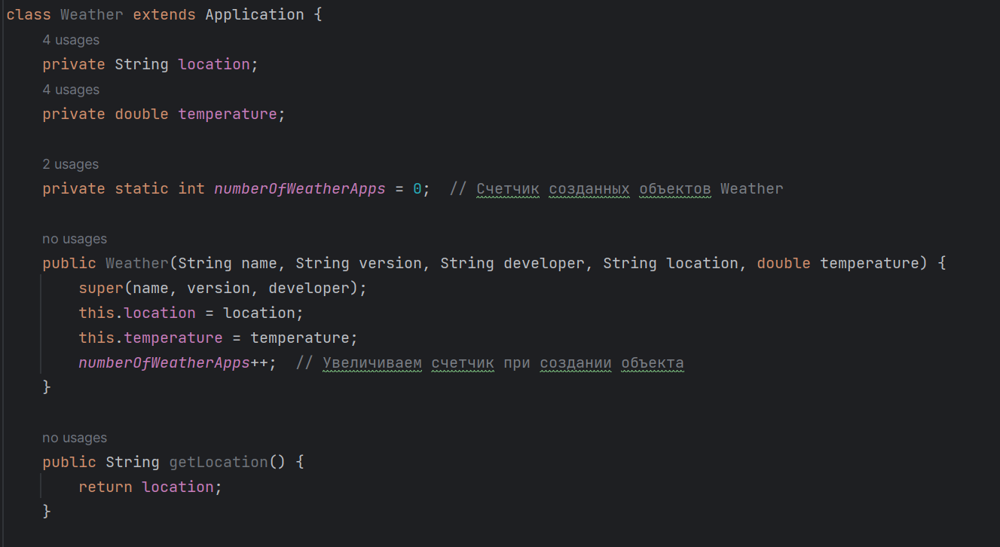 class Weather extends Application {
4 usages
private String location;
4 usages
private double temperature;
2 usages
private static int numberOfWeatherApps = 0;  // Счетчик созданных объектов Weather
no usages
public Weather(String name, String version, String developer, String location, double temperature) {
super(name, version, developer);
this.location = location;
this.temperature = temperature;
numberOfWeatherApps++;  // Увеличиваем счетчик при создании объекта
}
no usages
public String getLocation() {
return location;
}